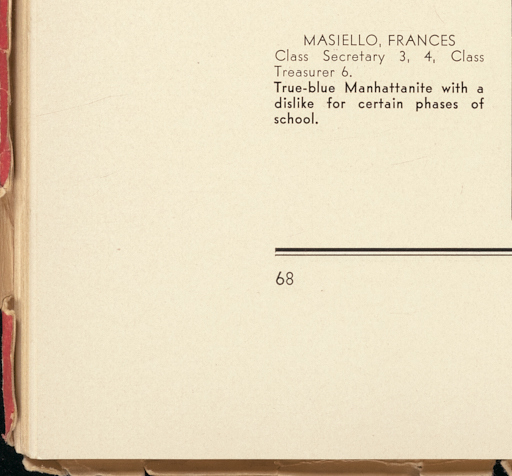 MASIELLO, FRANCES
Class Secretary 3, 4, Class
Treasurer 6.
True-blue Manhattanite with a
dislike for certain phases of
school.
68